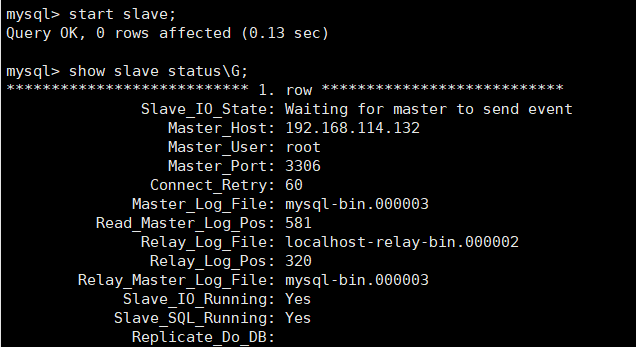 mysql> start slave;
Query OK, 0 rows affected (0.13 sec)
mysql> show slave status\G;
*************************** 1. row ***************************
Slave_IO_State: Waiting for master to send event
Master_Host: 192.168.114.132
Master_User: root
Master_Port: 3306
Connect_Retry: 60
Master_Log_File: mysql-bin.000003
Read_Master_Log_Pos: 581
Relay_Log_File: localhost-relay-bin.000002
Relay_Log_Pos: 320
Relay_Master_Log_File: mysql-bin.000003
Slave_IO_Running: Yes
Slave_SQL_Running: Yes
Replicate_Do_DB: